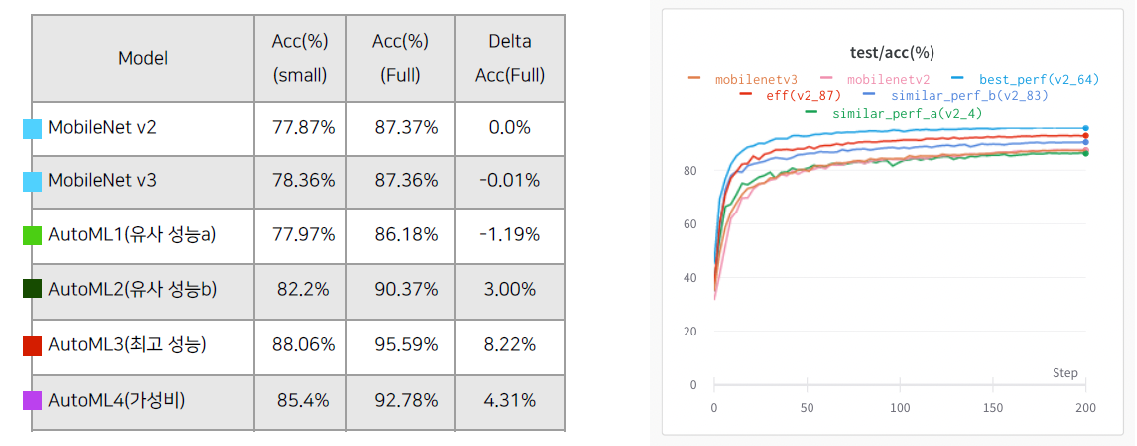 Model
Acc(%)
(small)
Acc(%)
(Full)
Delta
Acc(Full)
MobileNet v2 77.87% 87.37% 0.0%
MobileNet v3 78.36% 87.36% -0.01%
AutoML1(유사 성능a) 77.97% 86.18% -1.19%
AutoML2(유사 성능b) 82.2% 90.37% 3.00%
AutoML3(최고 성능) 88.06% 95.59% 8.22%
AutoML4(가성비) 85.4% 92.78% 4.31%
test/acc(%)
mobilenetv3 mobilenetv2 best_perf(v2_64)
eff(v2_87) similar_perf_b(v2_83)
similar_perf_a(v2_4)
80
60
40
20
0
Step
0 50 100 150 200